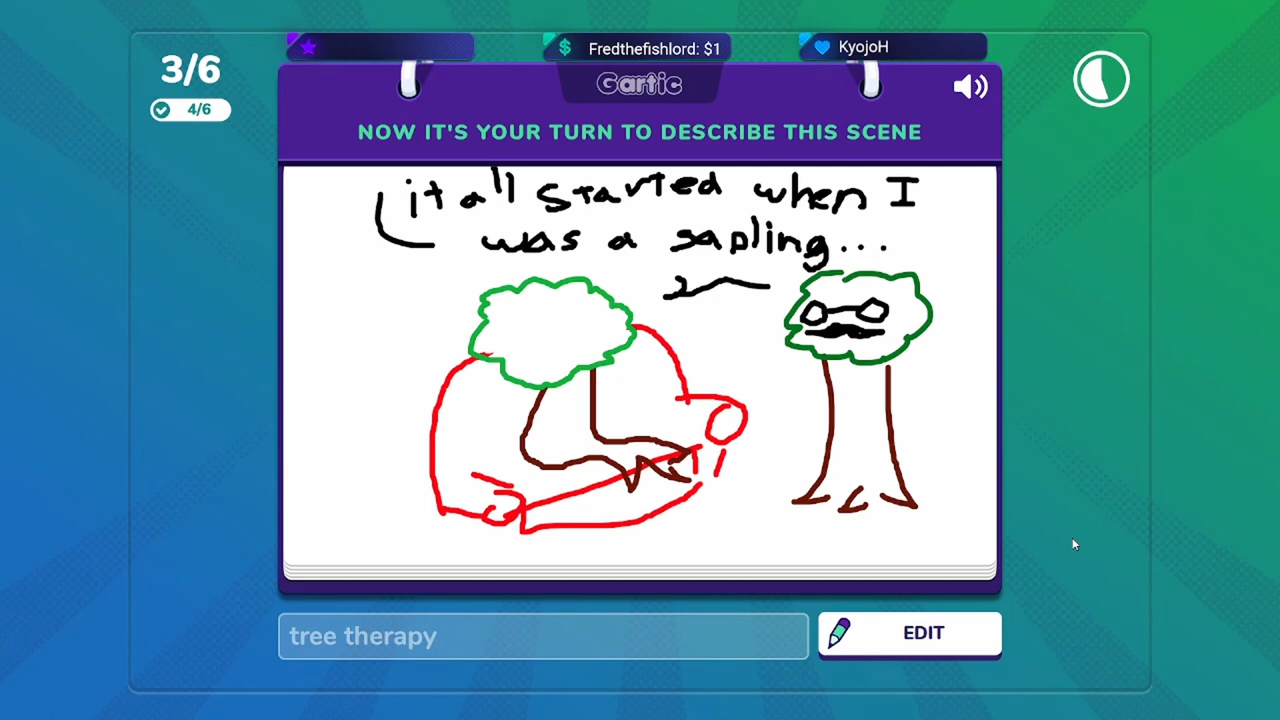 3/6
4/6
$ Fredthefishlord: $1
KyojoH
Gartic
NOW IT'S YOUR TURN TO DESCRIBE THIS SCENE
it all started when I
was a sapling...
tree therapy
EDIT